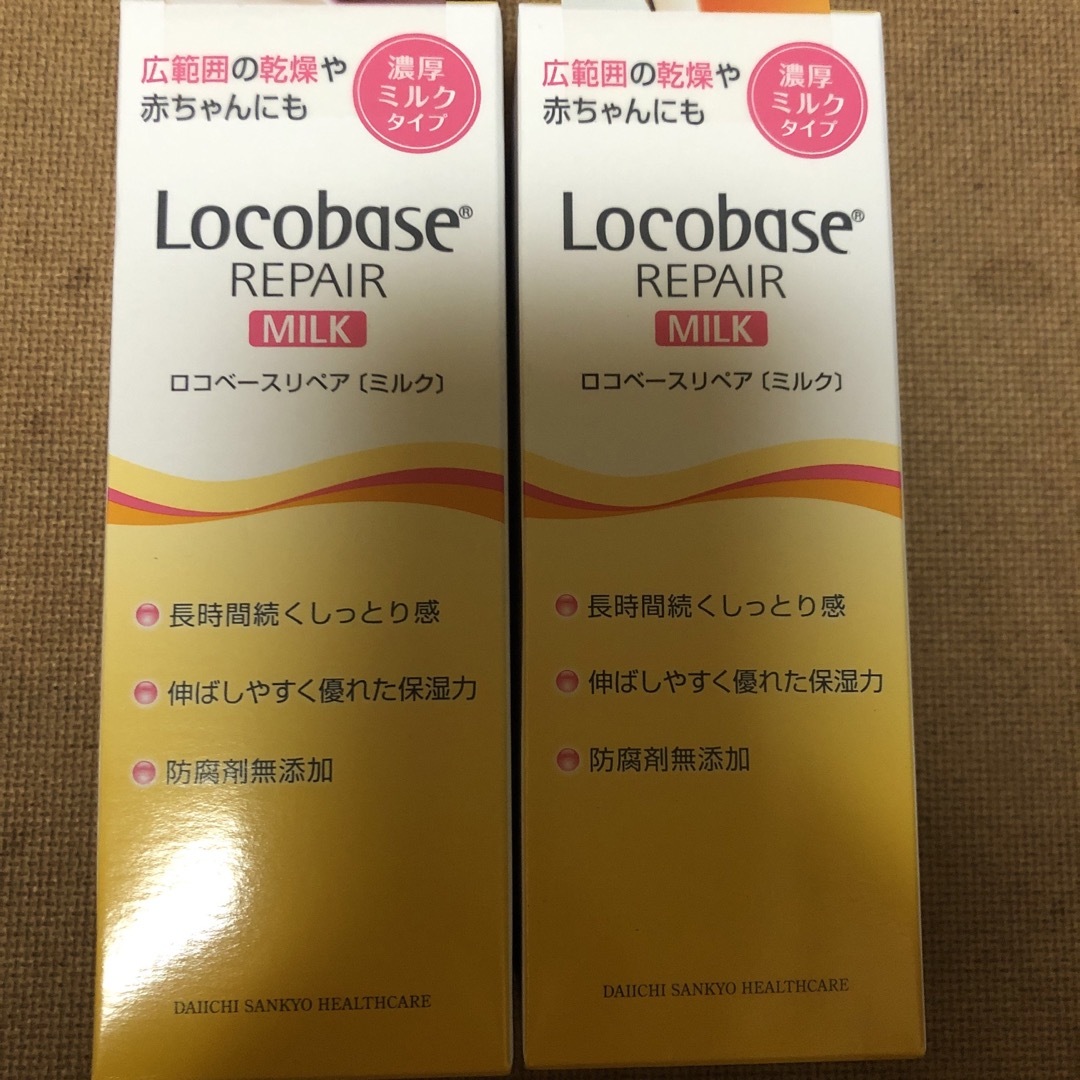 広範囲の乾燥や
赤ちゃんにも
濃厚
ミルク
タイプ
Locobase®
REPAIR
MILK
ロコベースリペア〔ミルク〕
長時間続くしっとり感
伸ばしやすく優れた保湿力
防腐剤無添加
DAIICHI SANKYO HEALTHCARE
広範囲の乾燥や
赤ちゃんにも
濃厚
ミルク
タイプ
Locobase®
REPAIR
MILK
ロコベースリペア〔ミルク〕
長時間続くしっとり感
伸ばしやすく優れた保湿力
防腐剤無添加
DAIICHI SANKYO HEALTHCARE